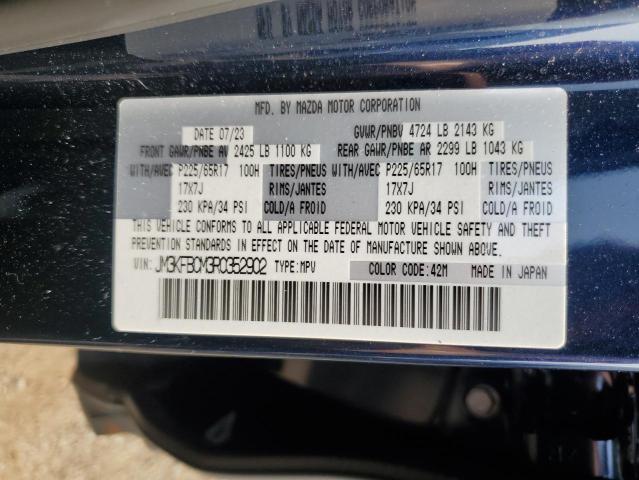 MFD. BY MAZDA MOTOR CORPORATION
DATE 07/23 GVWR/PNBV 4724 LB 2143 KG
FRONT GAWR/PNBE AV 2425 LB 1100 KG REAR GAWR/PNBE AR 2299 LB 1043 KG
WITH/AVEC P225/65R17 100H TIRES/PNEUS WITH/AVEC P225/65R17 100H TIRES/PNEUS
17X7J RIMS/JANTES 17X7J RIMS/JANTES
230 KPA/34 PSI COLD/A FROID 230 KPA/34 PSI COLD/A FROID
THIS VEHICLE CONFORMS TO ALL APPLICABLE FEDERAL MOTOR VEHICLE SAFETY AND THEFT
PREVENTION STANDARDS IN EFFECT ON THE DATE OF MANUFACTURE SHOWN ABOVE.
VIN: JM3KFBCM3R0352902 TYPE:MPV COLOR CODE:42M MADE IN JAPAN